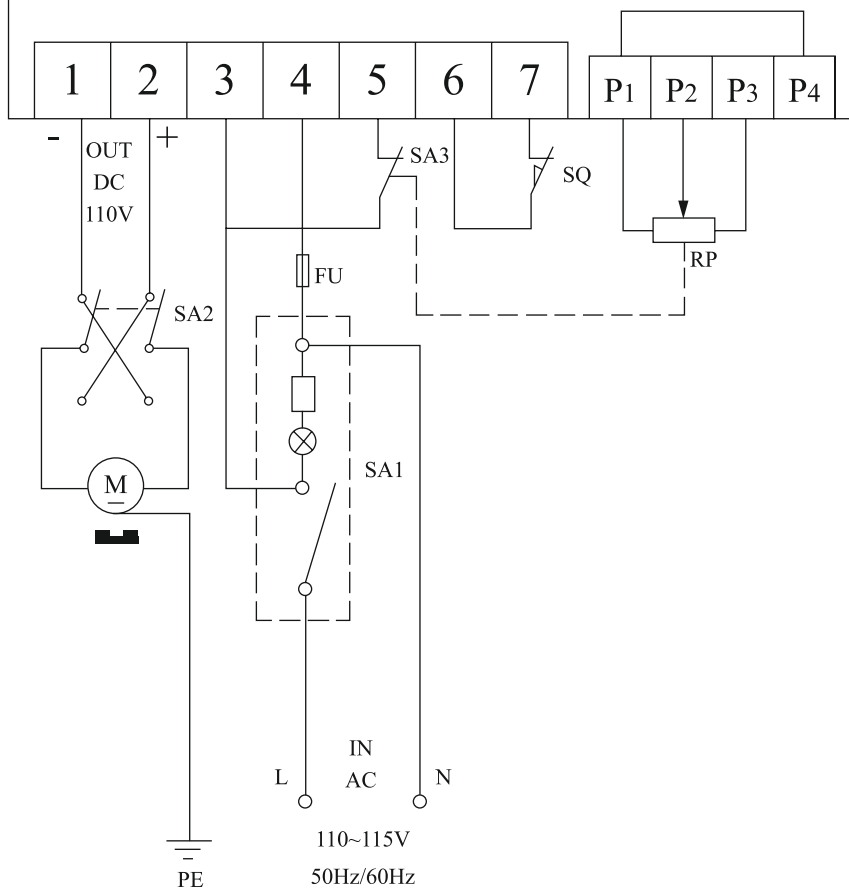 1 2 3 4 5 6 7
P1 P2 P3 P4
- +
OUT
DC
110V
SA3
SQ
RP
FU
SA2
SA1
M
IN
AC
L N
110~115V
50Hz/60Hz
PE